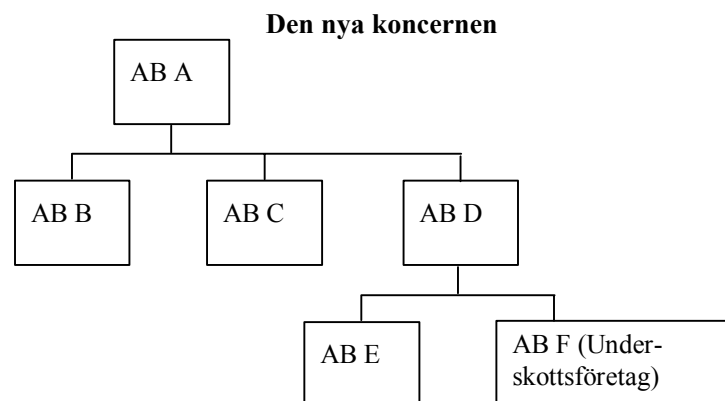 Den nya koncernen
AB A
AB B
AB C
AB D
AB E
AB F (Under-
skottsföretag)